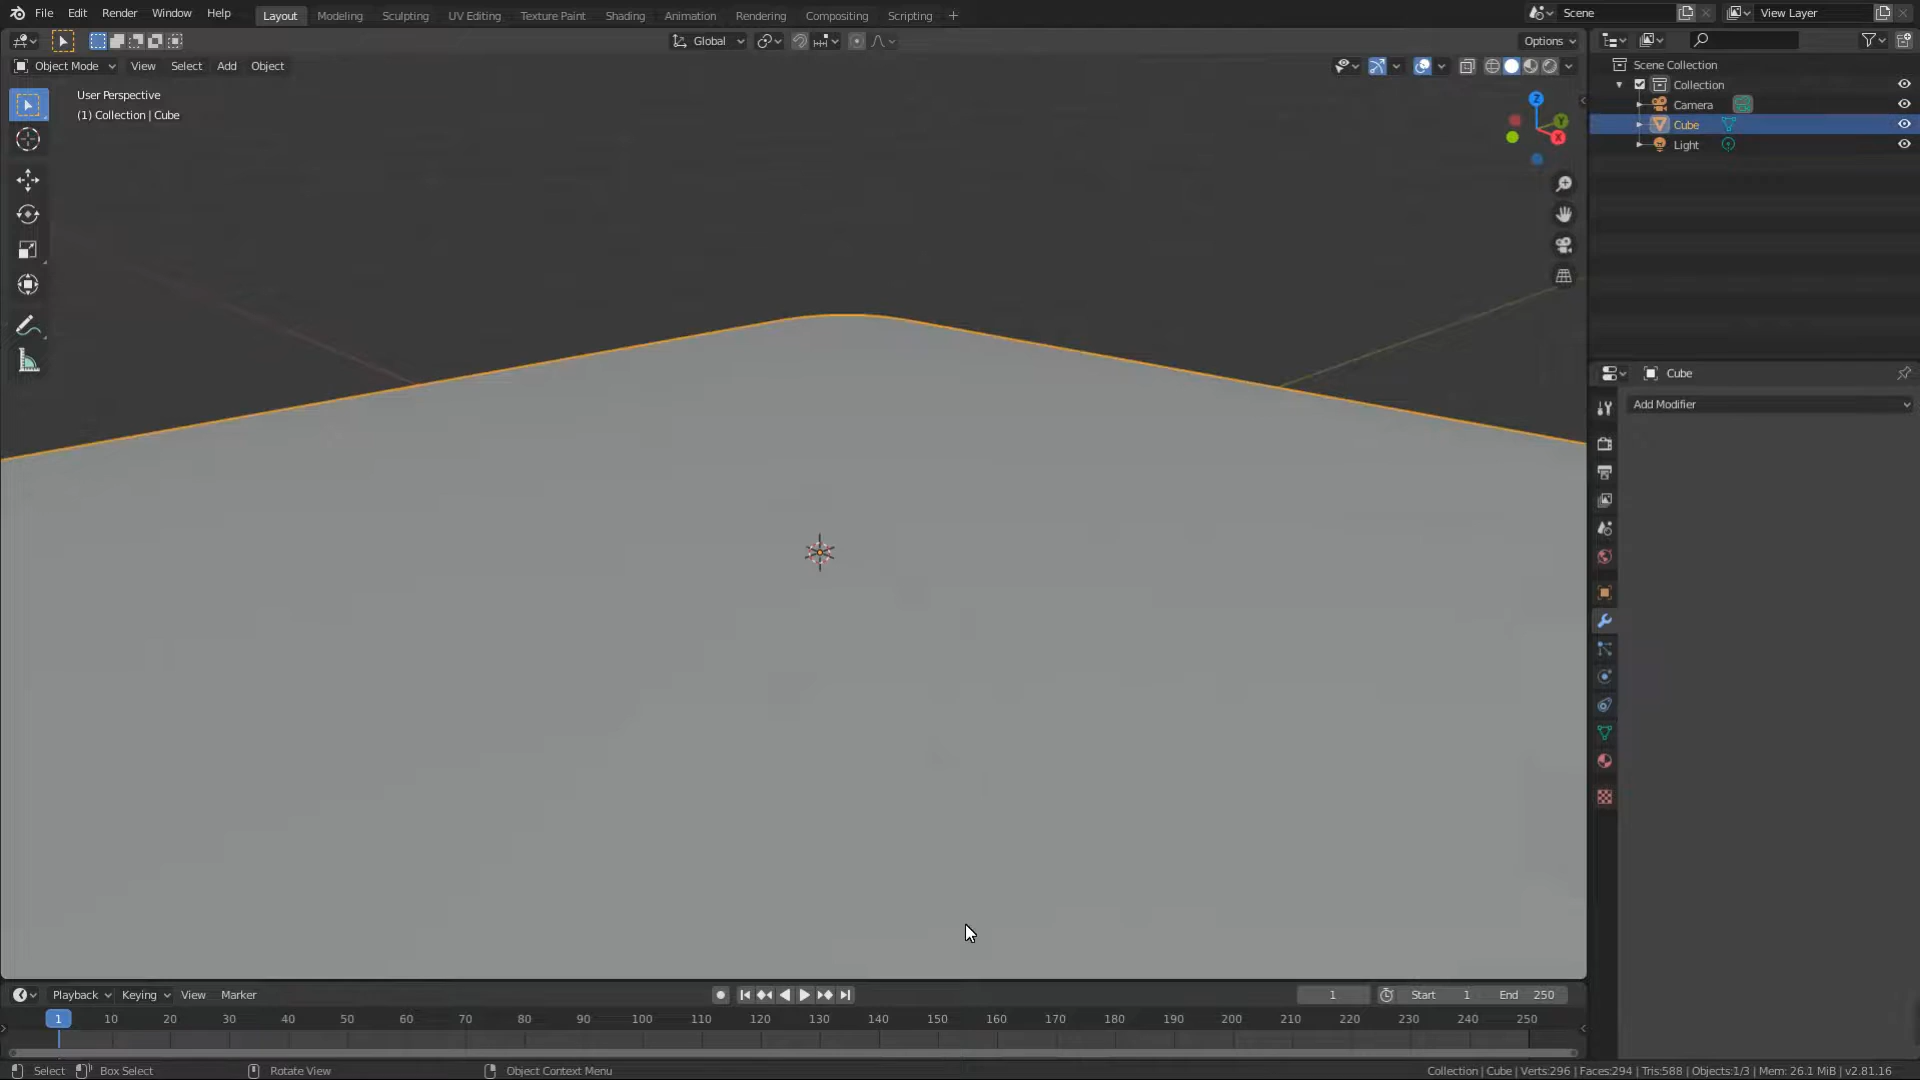 File Edit Render Window Help
Layout Modeling Sculpting UV Editing Texture Paint Shading Animation Rendering Compositing Scripting +
Scene
View Layer
Global
Options
Object Mode View Select Add Object
User Perspective
(1) Collection | Cube
Z
Y
X
Scene Collection
Collection
Camera
Cube
Light
Cube
Add Modifier
Playback Keying View Marker
1
Start 1
End 250
1 10 20 30 40 50 60 70 80 90 100 110 120 130 140 150 160 170 180 190 200 210 220 230 240 250
Select
Box Select
Rotate View
Object Context Menu
Collection | Cube | Verts:296 | Faces:294 | Tris:588 | Objects:1/3 | Mem: 26.1 MiB | v2.81.16